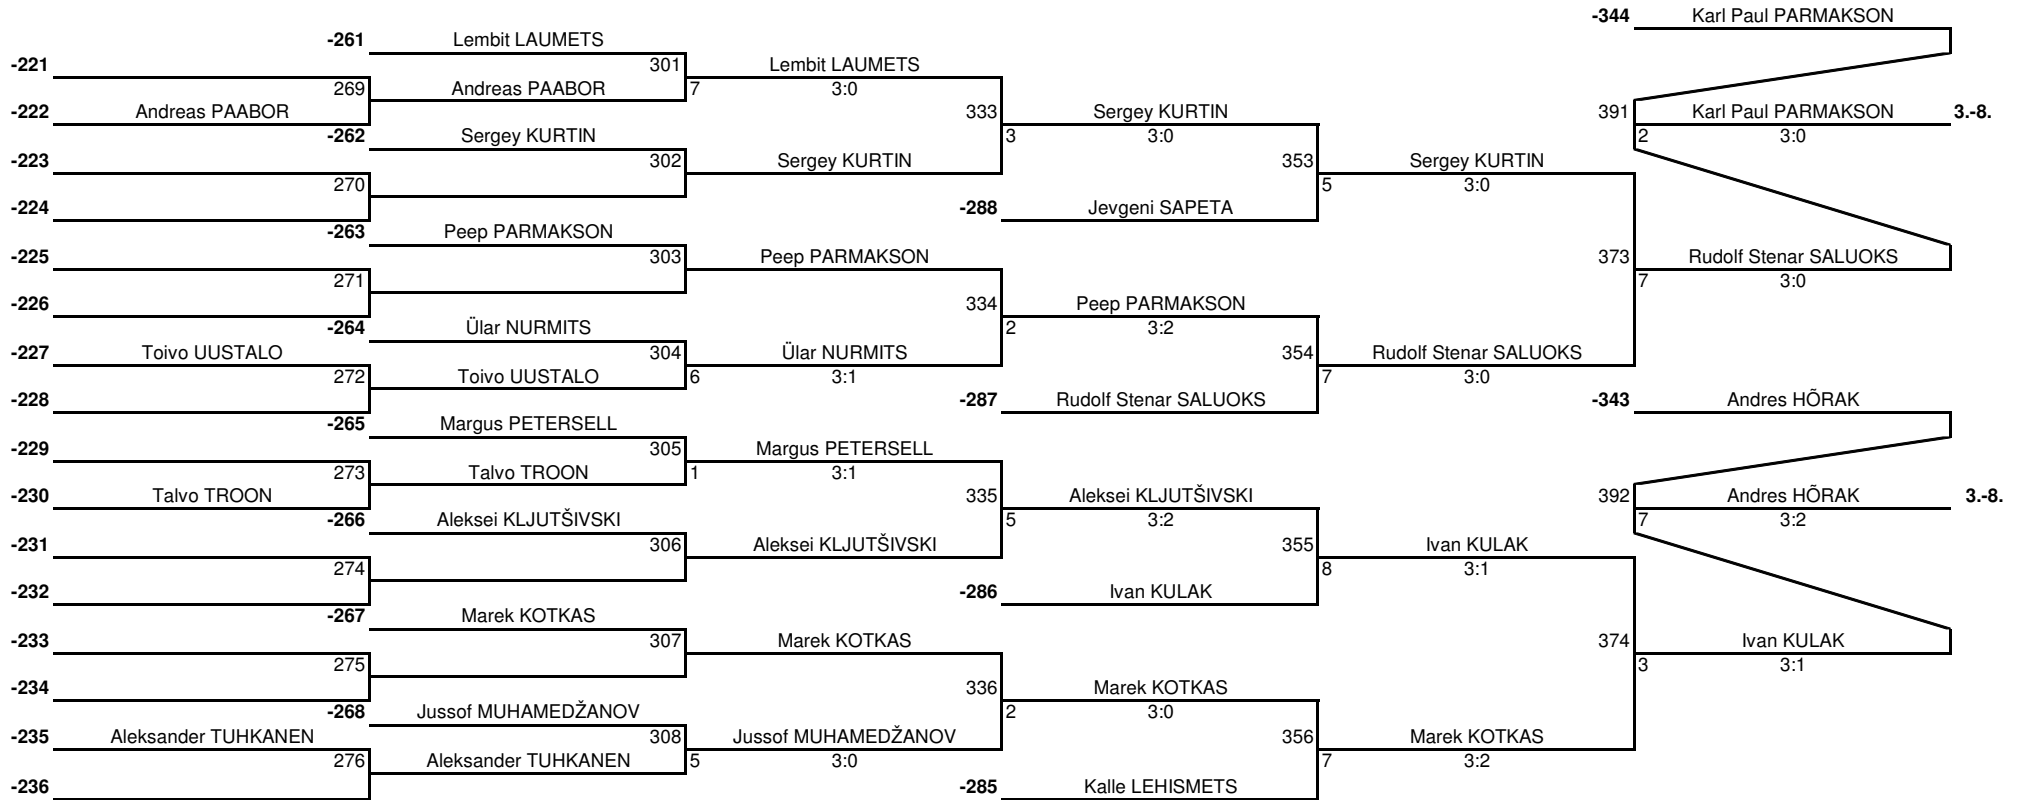 -344 Karl Paul PARMAKSON
-261 Lembit LAUMETS
-221 301 Lembit LAUMETS
269 Andreas PAABOR 7 3:0
-222 Andreas PAABOR 333 Sergey KURTIN 391 Karl Paul PARMAKSON 3.-8.
-262 Sergey KURTIN 3 3:0 2 3:0
-223 302 Sergey KURTIN 353 Sergey KURTIN
270 5 3:0
-224 -288 Jevgeni SAPETA
-263 Peep PARMAKSON
-225 303 Peep PARMAKSON 373 Rudolf Stenar SALUOKS
271 7 3:0
-226 334 Peep PARMAKSON
-264 Ülar NURMITS 2 3:2
-227 Toivo UUSTALO 304 Ülar NURMITS 354 Rudolf Stenar SALUOKS
272 Toivo UUSTALO 6 3:1 7 3:0
-228 -287 Rudolf Stenar SALUOKS -343 Andres HÕRAK
-265 Margus PETERSELL
-229 305 Margus PETERSELL
273 Talvo TROON 1 3:1
-230 Talvo TROON 335 Aleksei KLJUTŠIVSKI 392 Andres HÕRAK 3.-8.
-266 Aleksei KLJUTŠIVSKI 5 3:2 7 3:2
-231 306 Aleksei KLJUTŠIVSKI 355 Ivan KULAK
274 8 3:1
-232 -286 Ivan KULAK
-267 Marek KOTKAS
-233 307 Marek KOTKAS 374 Ivan KULAK
275 3 3:1
-234 336 Marek KOTKAS
-268 Jussof MUHAMEDŽANOV 2 3:0
-235 Aleksander TUHKANEN 308 Jussof MUHAMEDŽANOV 356 Marek KOTKAS
276 Aleksander TUHKANEN 5 3:0 7 3:2
-236 -285 Kalle LEHISMETS